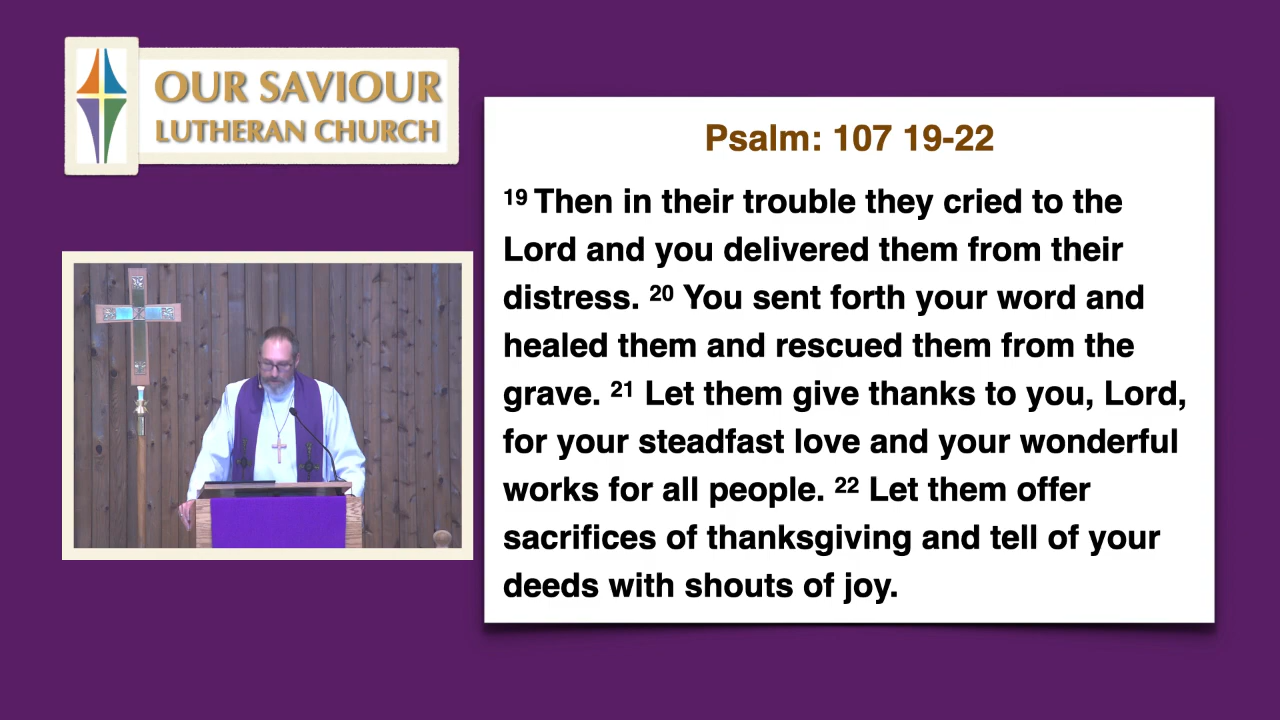 OUR SAVIOUR
LUTHERAN CHURCH
Psalm: 107 19-22
19 Then in their trouble they cried to the
Lord and you delivered them from their
distress. 20 You sent forth your word and
healed them and rescued them from the
grave. 21 Let them give thanks to you, Lord,
for your steadfast love and your wonderful
works for all people. 22 Let them offer
sacrifices of thanksgiving and tell of your
deeds with shouts of joy.